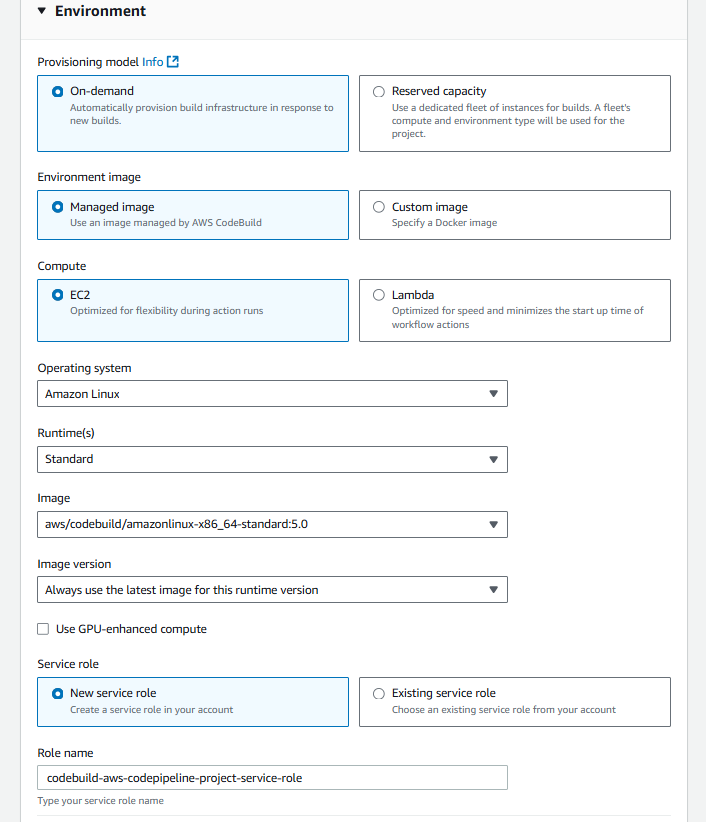 Environment
Provisioning model Info
On-demand
Automatically provision build infrastructure in response to
new builds.
Reserved capacity
Use a dedicated fleet of instances for builds. A fleet's
compute and environment type will be used for the
project.
Environment image
Managed image
Use an image managed by AWS CodeBuild
Custom image
Specify a Docker image
Compute
EC2
Optimized for flexibility during action runs
Lambda
Optimized for speed and minimizes the start up time of
workflow actions
Operating system
Amazon Linux
Runtime(s)
Standard
Image
aws/codebuild/amazonlinux-x86_64-standard:5.0
Image version
Always use the latest image for this runtime version
Use GPU-enhanced compute
Service role
New service role
Create a service role in your account
Existing service role
Choose an existing service role from your account
Role name
codebuild-aws-codepipeline-project-service-role
Type your service role name